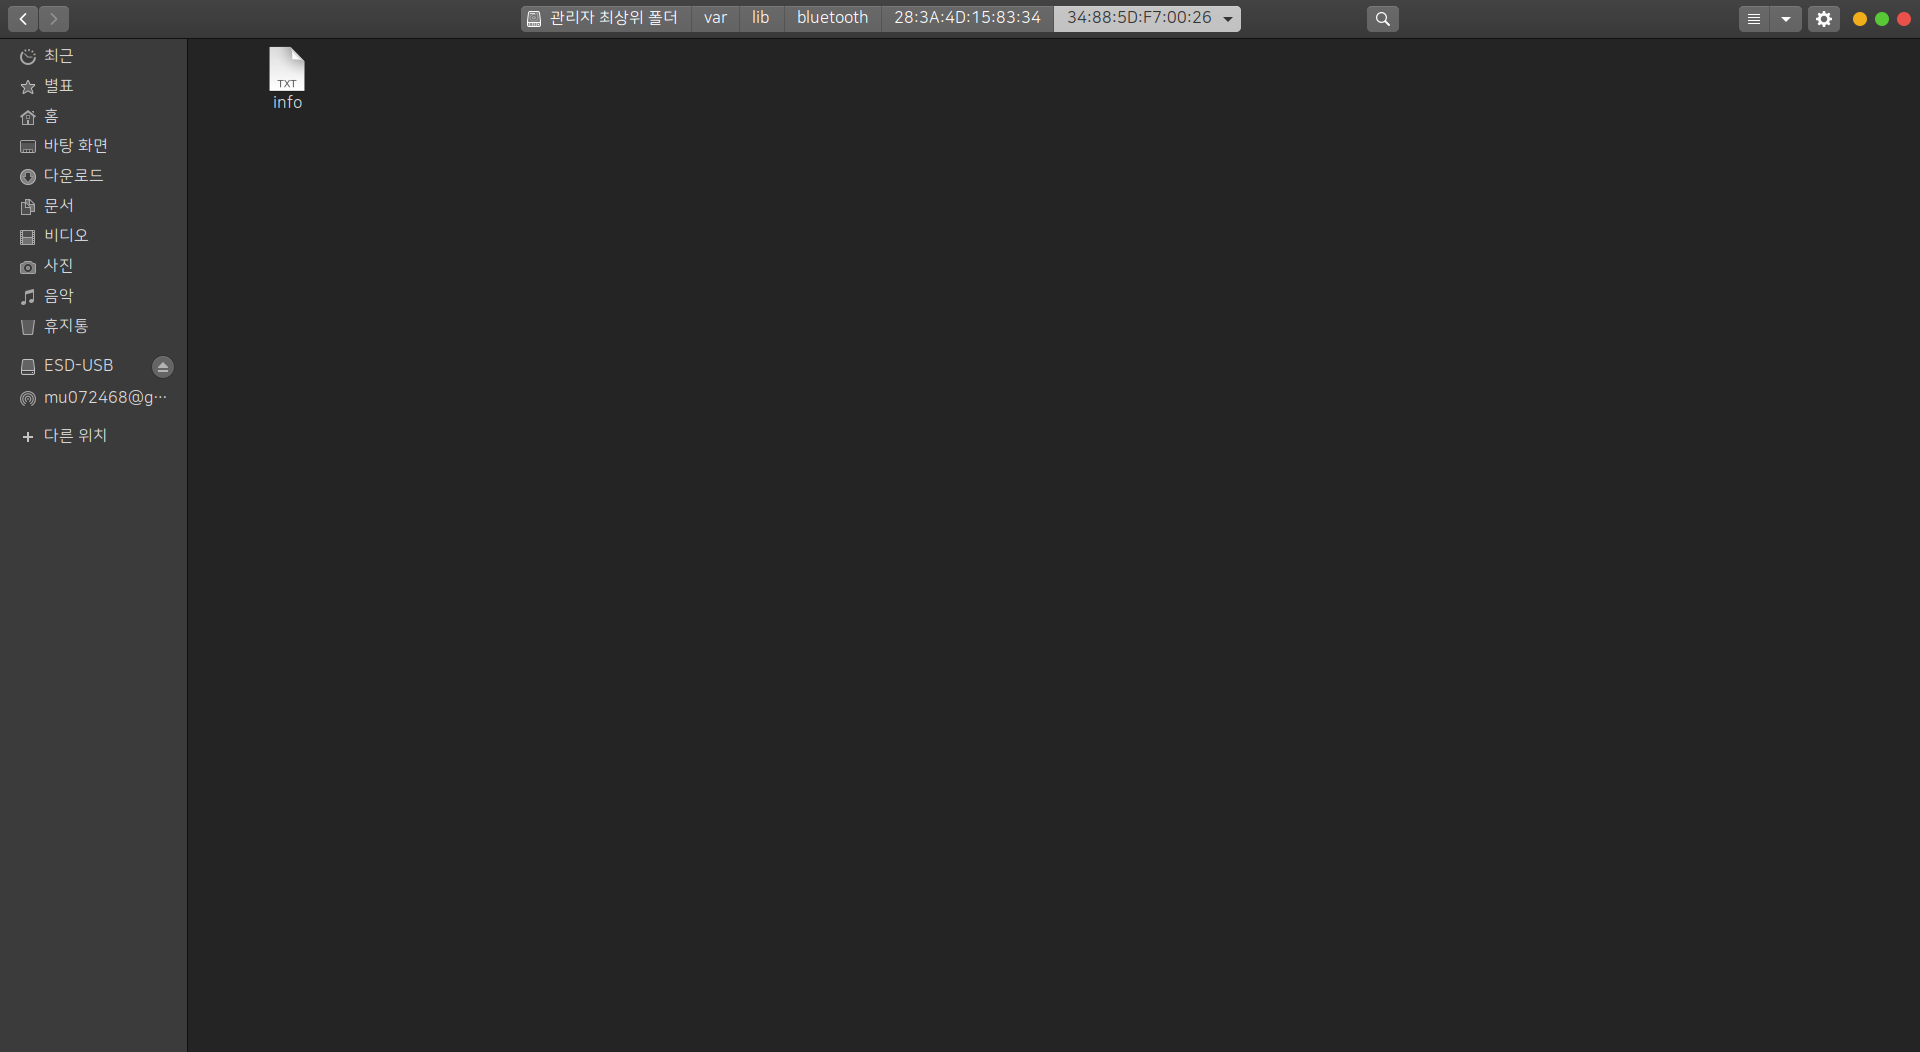 관리자 최상위 폴더 var lib bluetooth 28:3A:4D:15:83:34 34:88:5D:F7:00:26
최근
별표
홈
바탕 화면
다운로드
문서
비디오
사진
음악
휴지통
ESD-USB
mu072468@g···
다른 위치
TXT
info